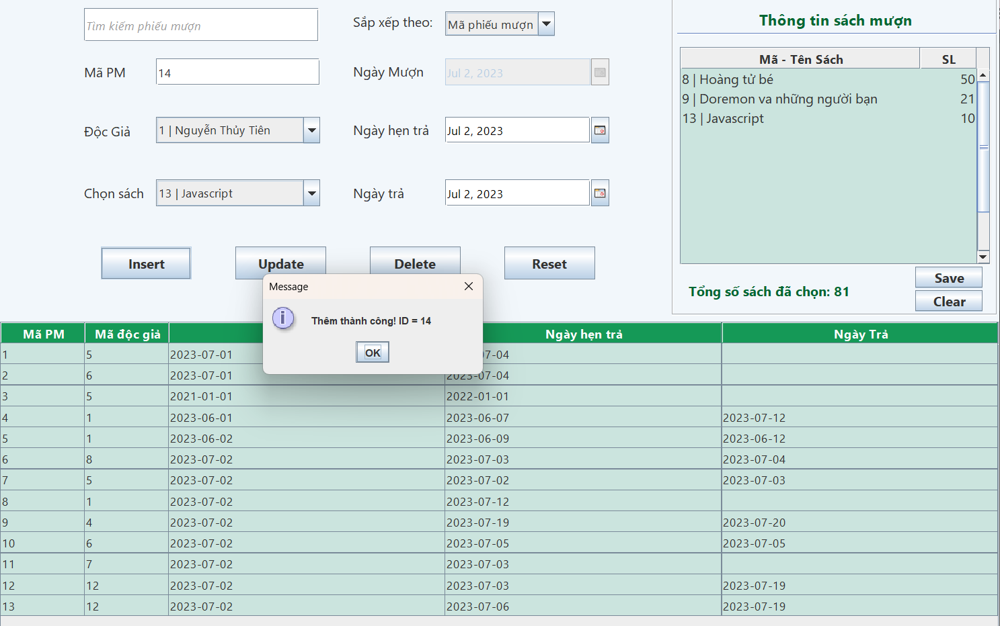 Tìm kiếm phiếu mượn
Sắp xếp theo: Mã phiếu mượn
Mã PM 14
Ngày Mượn Jul 2, 2023
Độc Giả 1 | Nguyễn Thủy Tiên
Ngày hẹn trả Jul 2, 2023
Chọn sách 13 | Javascript
Ngày trả Jul 2, 2023
Insert Update Delete Reset
Thông tin sách mượn
Mã - Tên Sách SL
8 | Hoàng tử bé 50
9 | Doremon va những người bạn 21
13 | Javascript 10
Tổng số sách đã chọn: 81
Save
Clear
Message
Thêm thành công! ID = 14
OK
Mã PM Mã độc giả Ngày hẹn trả Ngày Trả
1 5 2023-07-01 7-04
2 6 2023-07-01 2023-07-04
3 5 2021-01-01 2022-01-01
4 1 2023-06-01 2023-06-07 2023-07-12
5 1 2023-06-02 2023-06-09 2023-06-12
6 8 2023-07-02 2023-07-03 2023-07-04
7 5 2023-07-02 2023-07-02 2023-07-03
8 1 2023-07-02 2023-07-12
9 4 2023-07-02 2023-07-19 2023-07-20
10 6 2023-07-02 2023-07-05 2023-07-05
11 7 2023-07-02 2023-07-03
12 12 2023-07-02 2023-07-03 2023-07-19
13 12 2023-07-02 2023-07-06 2023-07-19